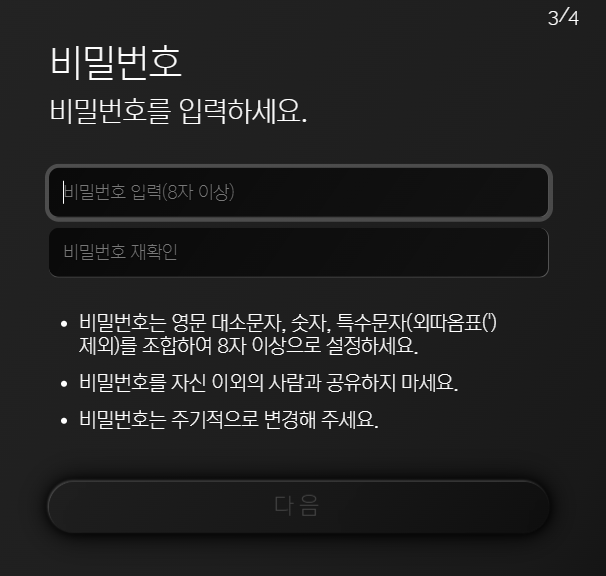 3/4
비밀번호
비밀번호를 입력하세요.
비밀번호 입력(8자 이상)
비밀번호 재확인
• 비밀번호는 영문 대소문자, 숫자, 특수문자(외따음표(')
제외)를 조합하여 8자 이상으로 설정하세요.
• 비밀번호를 자신 이외의 사람과 공유하지 마세요.
• 비밀번호는 주기적으로 변경해 주세요.
다음